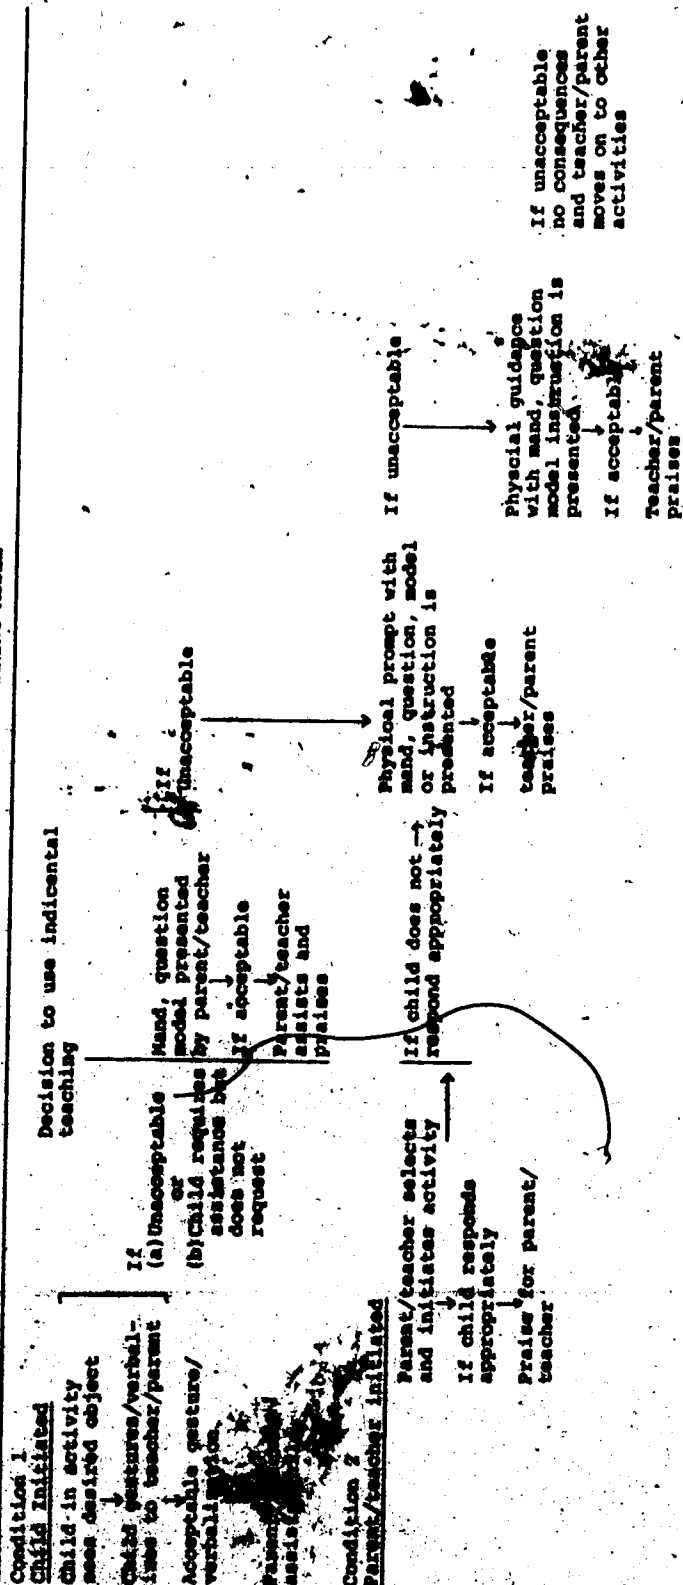 Condition 1
Child Initiated
Child in activity
sees desired object
Child gestures/verbal-
izes to teacher/parent
Acceptable gesture/
verbalization
Condition 2
Parent/teacher initiated
Decision to use indicental
teaching
If
(a)Unacceptable
or
(b)Child requires
assistance but
does not
request
Mand, question
model presented
by parent/teacher
If acceptable
Parent/teacher
assists and
praises
If
unacceptable
Physical prompt with
mand, question, model
or instruction is
presented
If acceptable
teacher/parent
praises
If unacceptable
Physcial guidance
with mand, question
model instruction is
presented
If acceptable
Teacher/parent
praises
If unacceptable
no consequences
and teacher/parent
moves on to other
activities
Parent/teacher selects
and initiates activity
If child responds
appropriately
Praise for parent/
teacher
If child does not →
respond apppopriately